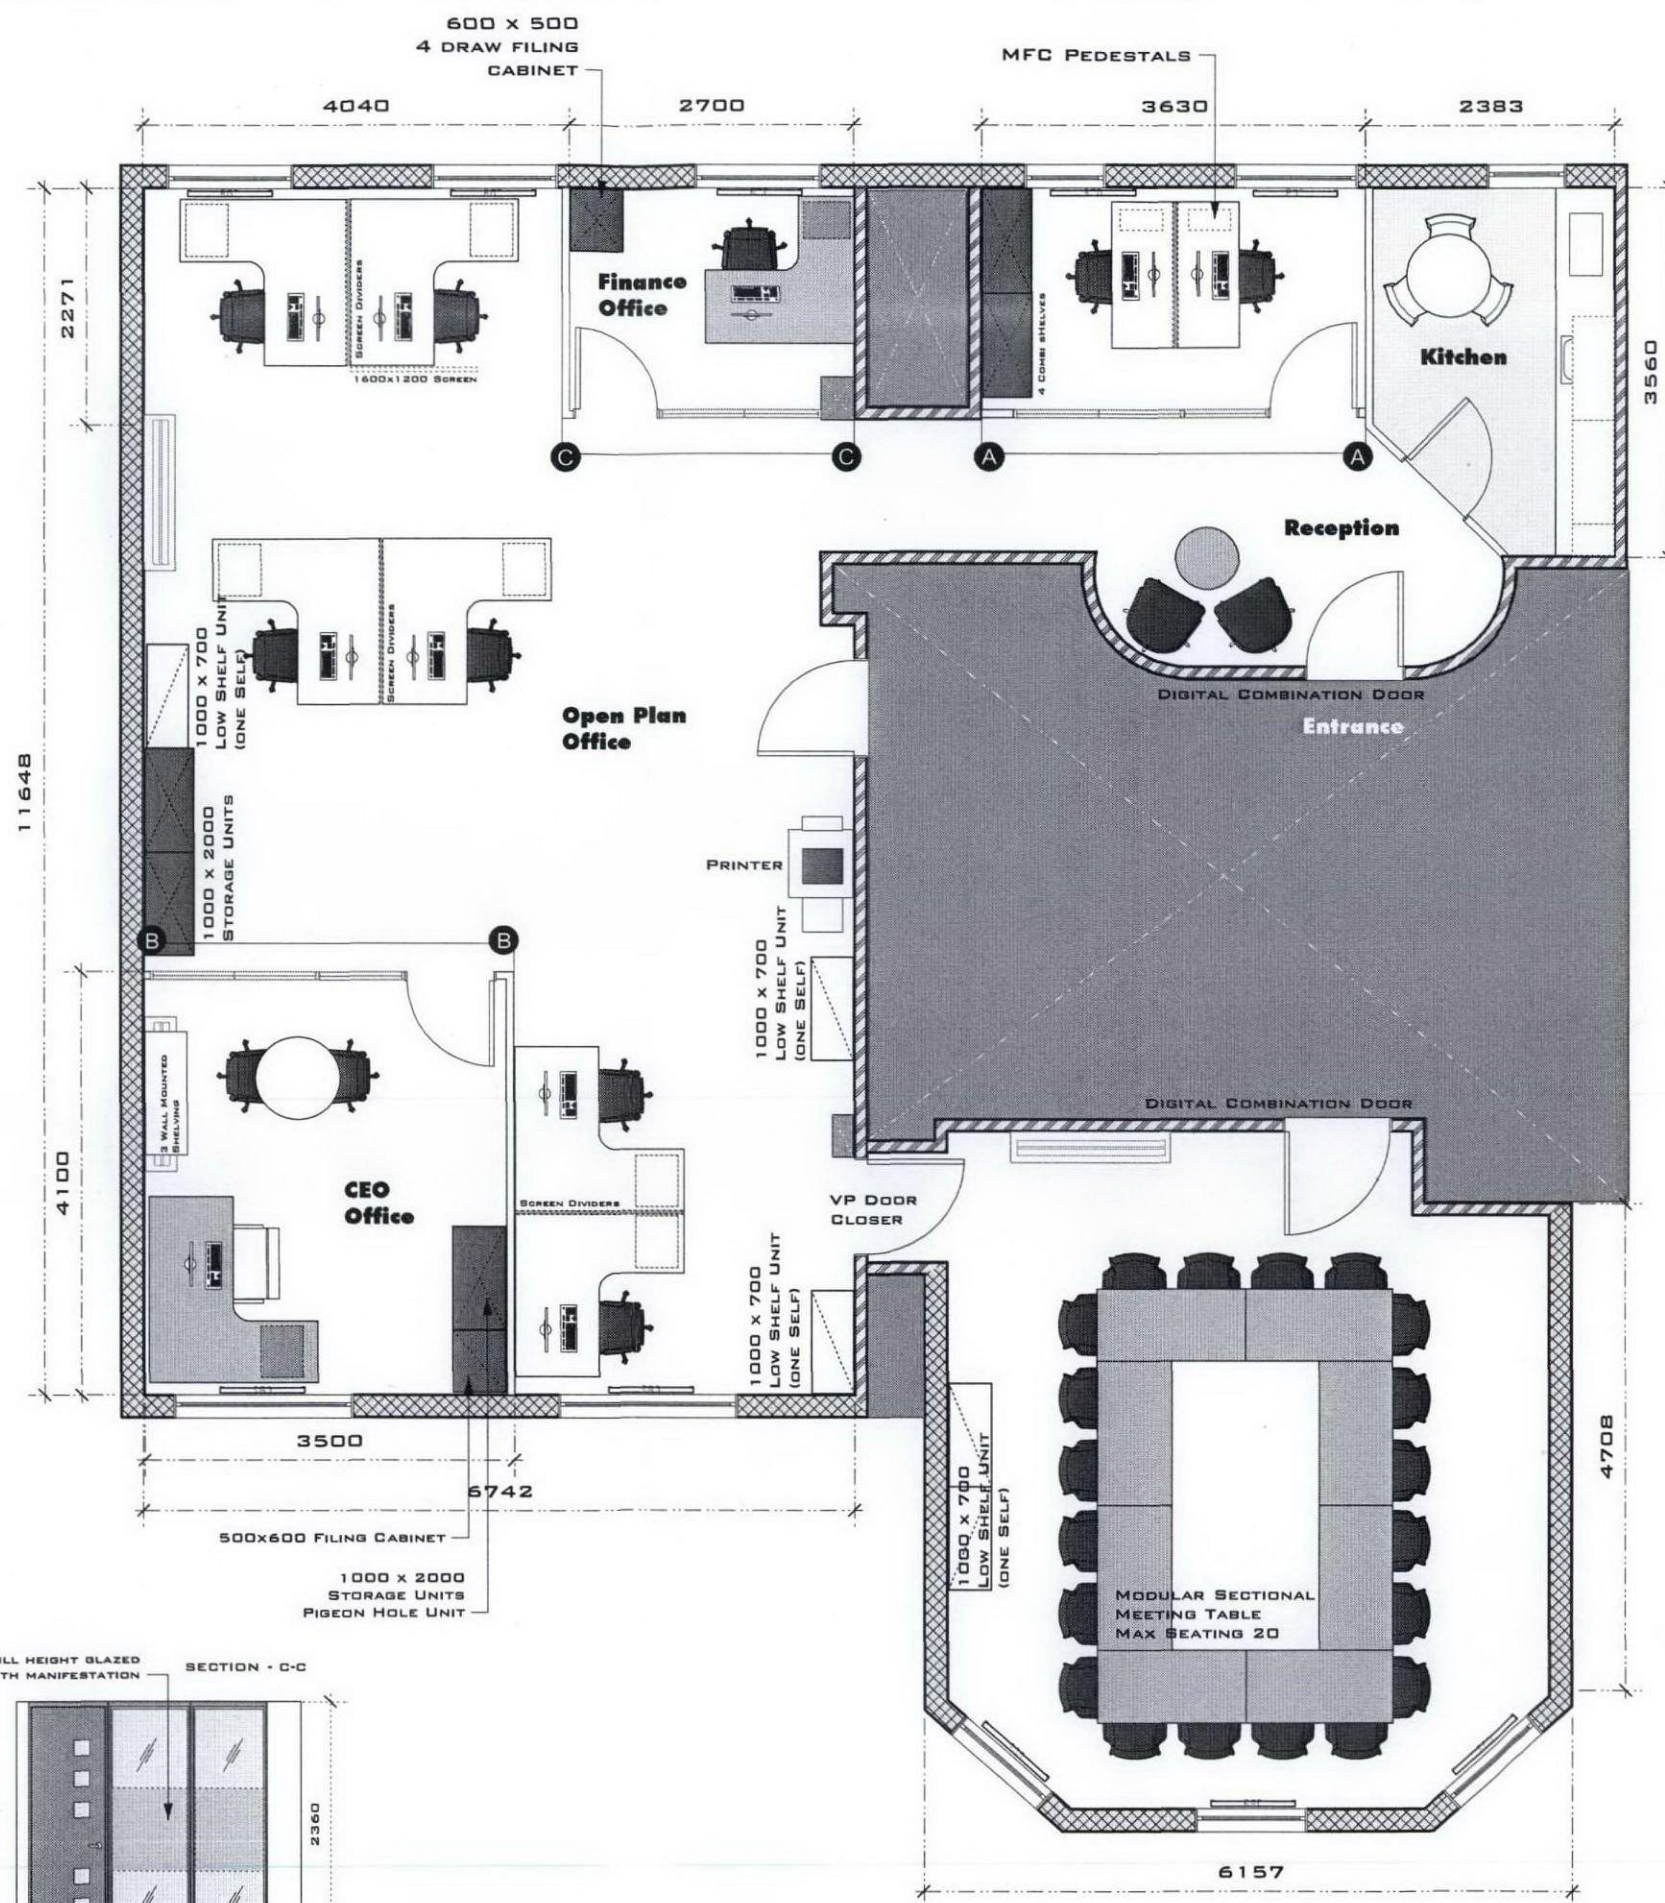 600 x 500
4 DRAW FILING
CABINET
MFC PEDESTALS
4040
2700
3630
2383
2271
SCREEN DIVIDERS
1600x1200 SCREEN
Finance
Office
4 COMBI SHELVES
Kitchen
3560
C
C
A
A
Reception
1000 x 700
LOW SHELF UNIT
(ONE SELF)
SCREEN DIVIDERS
Open Plan
Office
DIGITAL COMBINATION DOOR
Entrance
11648
1000 x 2000
STORAGE UNITS
PRINTER
B
B
1000 x 700
LOW SHELF UNIT
(ONE SELF)
3 WALL MOUNTED
SHELVING
DIGITAL COMBINATION DOOR
4100
CEO
Office
SCREEN DIVIDERS
VP DOOR
CLOSER
1000 x 700
LOW SHELF UNIT
(ONE SELF)
3500
6742
4708
1000 x 700
LOW SHELF UNIT
(ONE SELF)
500x600 FILING CABINET
1000 x 2000
STORAGE UNITS
PIGEON HOLE UNIT
MODULAR SECTIONAL
MEETING TABLE
MAX SEATING 20
HEIGHT GLAZED
MANIFESTATION
SECTION - C-C
2360
6157